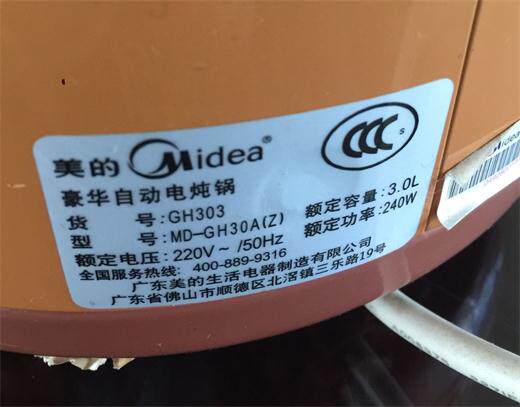 美的 Midea®
CCC S
豪华自动电炖锅
货 号:GH303
额定容量:3.0L
型 号:MD-GH30A(Z)
额定功率:240W
额定电压:220V~/50Hz
全国服务热线:400-889-9316
广东美的生活电器制造有限公司
广东省佛山市顺德区北滘镇三乐路19号
Midea